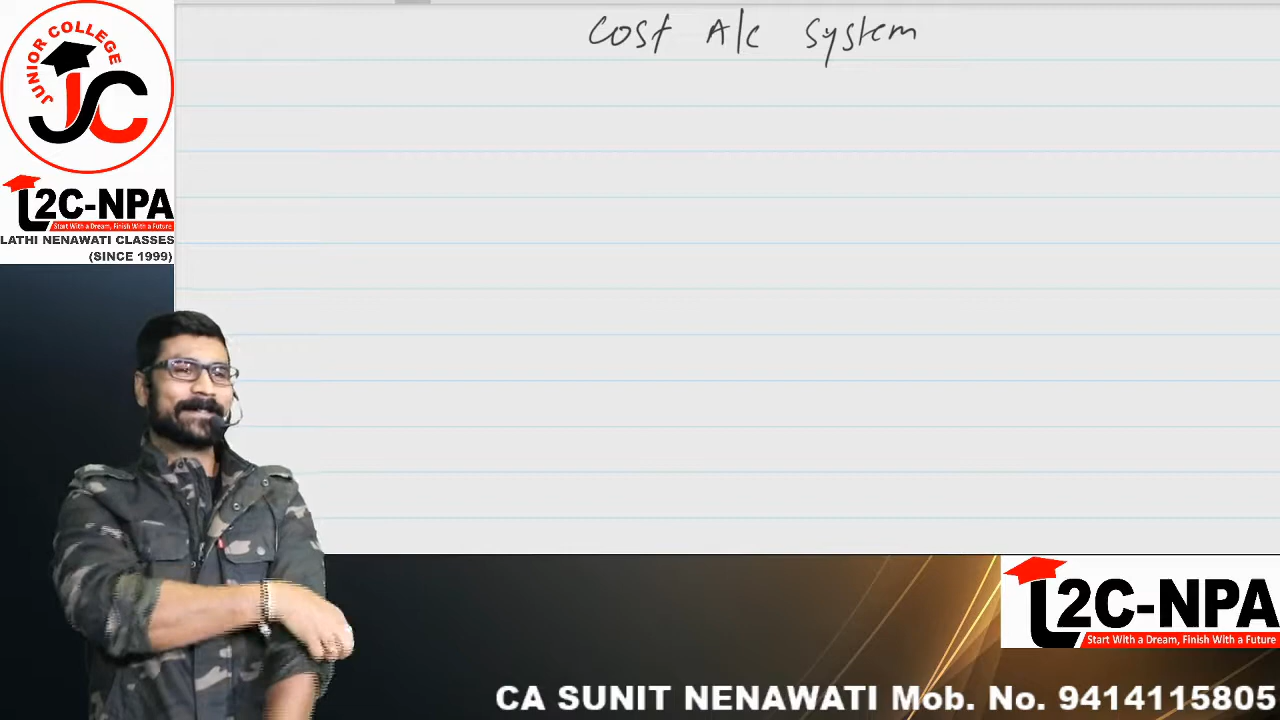 Cost A/c System
JUNIOR COLLEGE
JC
L2C-NPA
Start With a Dream, Finish With a Future
LATHI NENAWATI CLASSES
(SINCE 1999)
L2C-NPA
Start With a Dream, Finish With a Future
CA SUNIT NENAWATI Mob. No. 9414115805